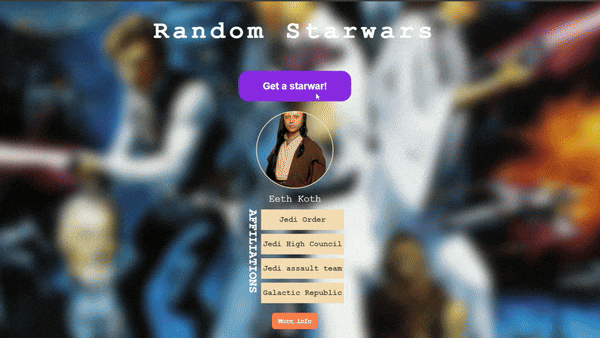 Random Starwars
Get a starwar!
Eeth Koth
AFFILIATIONS
Jedi Order
Jedi High Council
Jedi assault team
Galactic Republic
More info